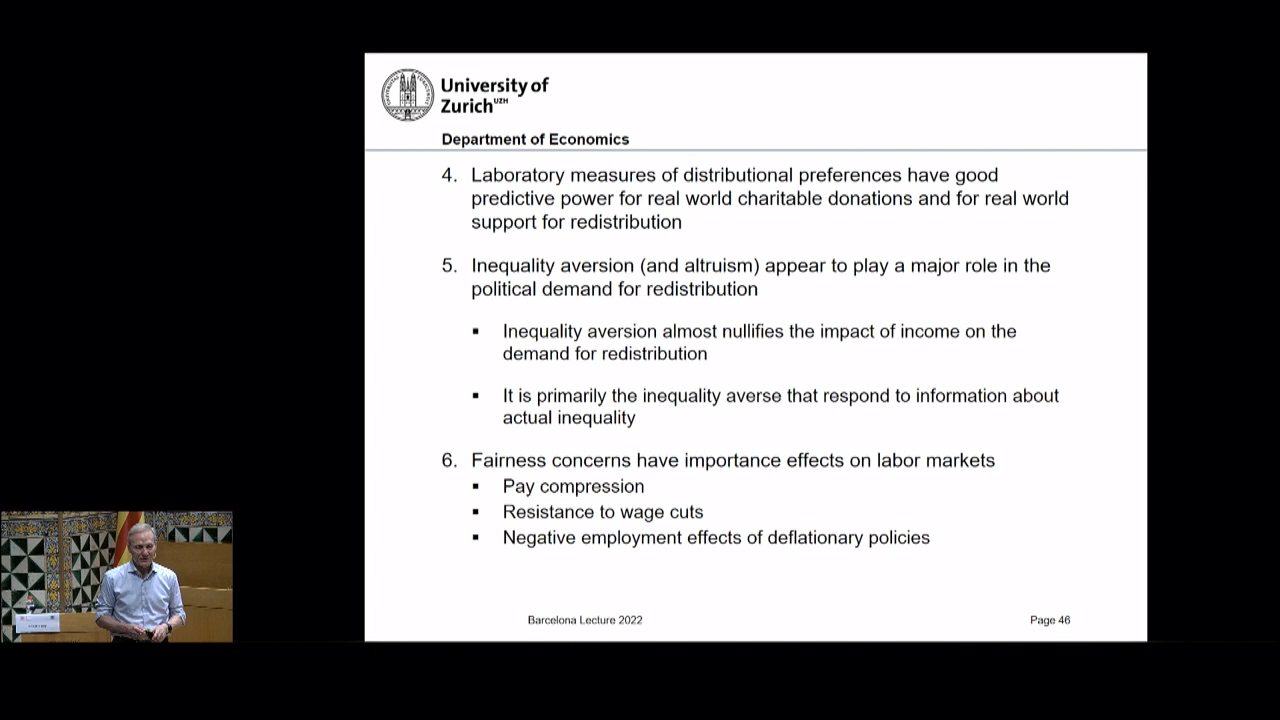 University of
Zurich UZH
Department of Economics
4. Laboratory measures of distributional preferences have good
predictive power for real world charitable donations and for real world
support for redistribution
5. Inequality aversion (and altruism) appear to play a major role in the
political demand for redistribution
▪ Inequality aversion almost nullifies the impact of income on the
demand for redistribution
▪ It is primarily the inequality averse that respond to information about
actual inequality
6. Fairness concerns have importance effects on labor markets
▪ Pay compression
▪ Resistance to wage cuts
▪ Negative employment effects of deflationary policies
Barcelona Lecture 2022
Page 46